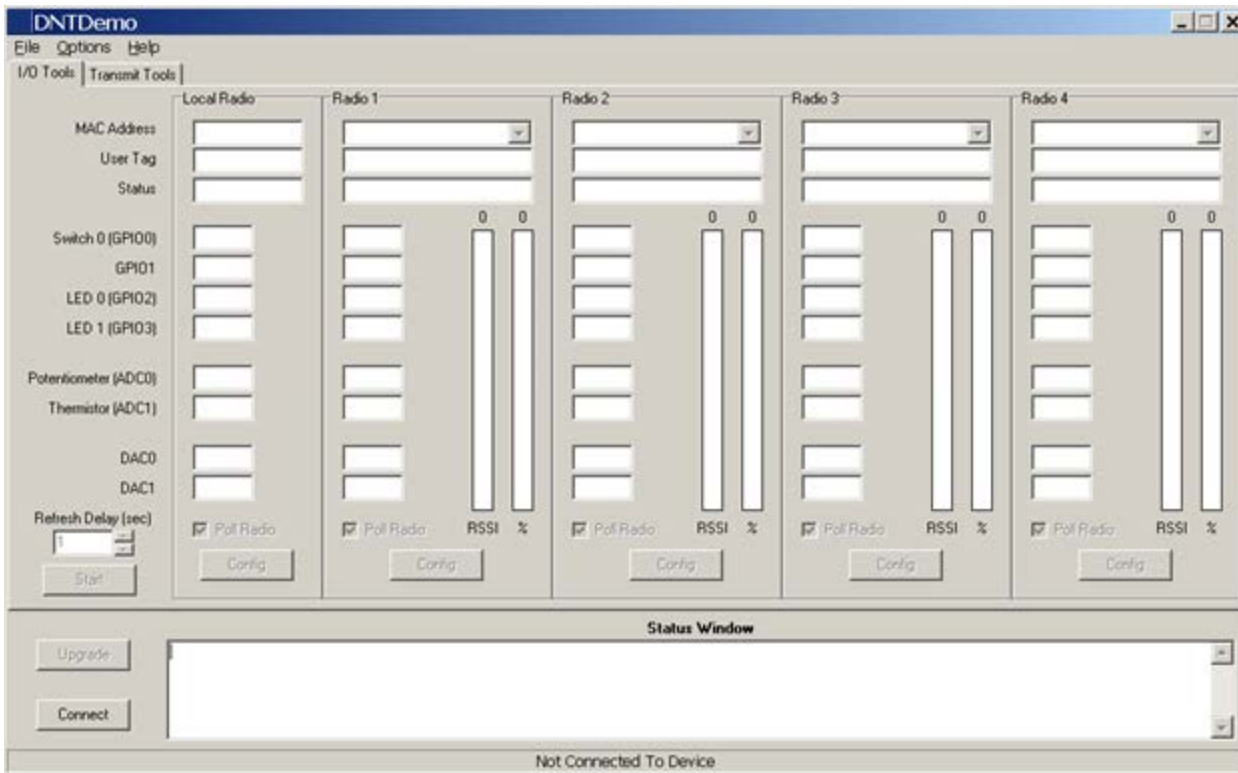 DNTDemo
File Options Help
I/O Tools Transmit Tools
Local Radio Radio 1 Radio 2 Radio 3 Radio 4
MAC Address
User Tag
Status
0 0 0 0 0 0 0 0
Switch 0 (GPIO0)
GPIO1
LED 0 (GPIO2)
LED 1 (GPIO3)
Potentiometer (ADC0)
Thermistor (ADC1)
DAC0
DAC1
Refresh Delay (sec)
1 Poll Radio Poll Radio RSSI % Poll Radio RSSI % Poll Radio RSSI % Poll Radio RSSI %
Start Config Config Config Config Config
Status Window
Upgrade
Connect
Not Connected To Device